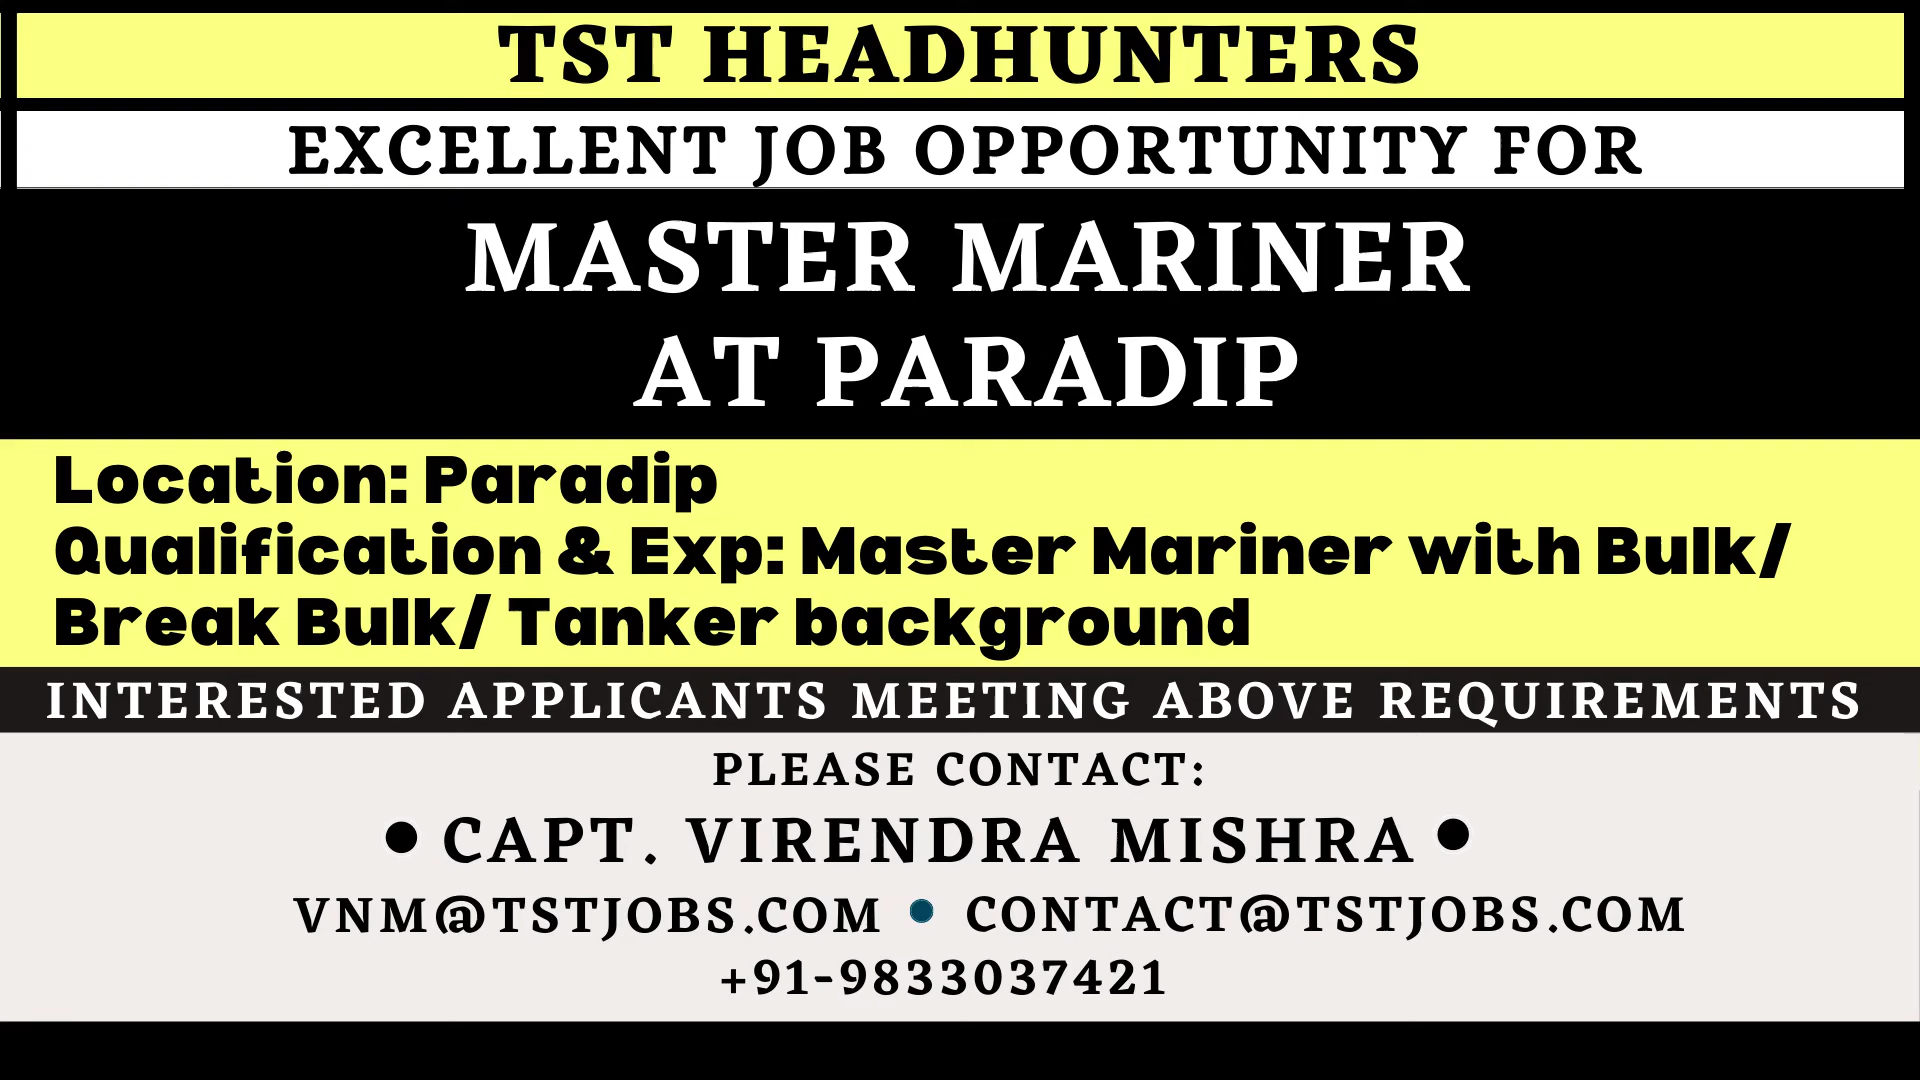 TST HEADHUNTERS
EXCELLENT JOB OPPORTUNITY FOR
MASTER MARINER
AT PARADIP
Location: Paradip
Qualification & Exp: Master Mariner with Bulk/
Break Bulk/ Tanker background
INTERESTED APPLICANTS MEETING ABOVE REQUIREMENTS
PLEASE CONTACT:
• CAPT. VIRENDRA MISHRA •
VNM@TSTJOBS.COM • CONTACT@TSTJOBS.COM
+91-9833037421